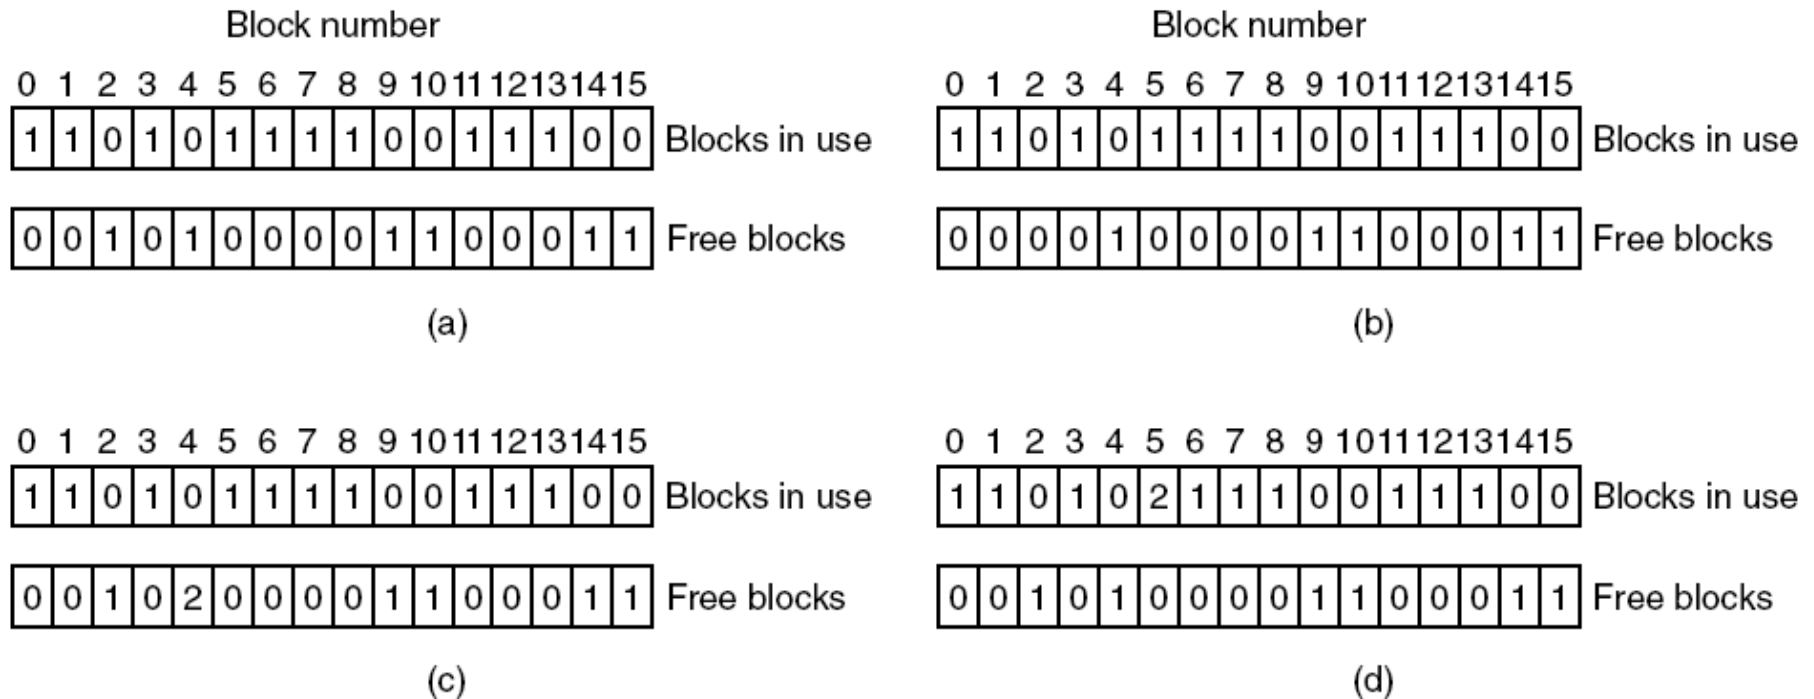 Block number
0 1 2 3 4 5 6 7 8 9 10 11 12 13 14 15
1 1 0 1 0 1 1 1 1 0 0 1 1 1 0 0 Blocks in use
0 0 1 0 1 0 0 0 0 1 1 0 0 0 1 1 Free blocks
(a)
Block number
0 1 2 3 4 5 6 7 8 9 10 11 12 13 14 15
1 1 0 1 0 1 1 1 1 0 0 1 1 1 0 0 Blocks in use
0 0 0 0 1 0 0 0 0 1 1 0 0 0 1 1 Free blocks
(b)
0 1 2 3 4 5 6 7 8 9 10 11 12 13 14 15
1 1 0 1 0 1 1 1 1 0 0 1 1 1 0 0 Blocks in use
0 0 1 0 2 0 0 0 0 1 1 0 0 0 1 1 Free blocks
(c)
0 1 2 3 4 5 6 7 8 9 10 11 12 13 14 15
1 1 0 1 0 2 1 1 1 0 0 1 1 1 0 0 Blocks in use
0 0 1 0 1 0 0 0 0 1 1 0 0 0 1 1 Free blocks
(d)